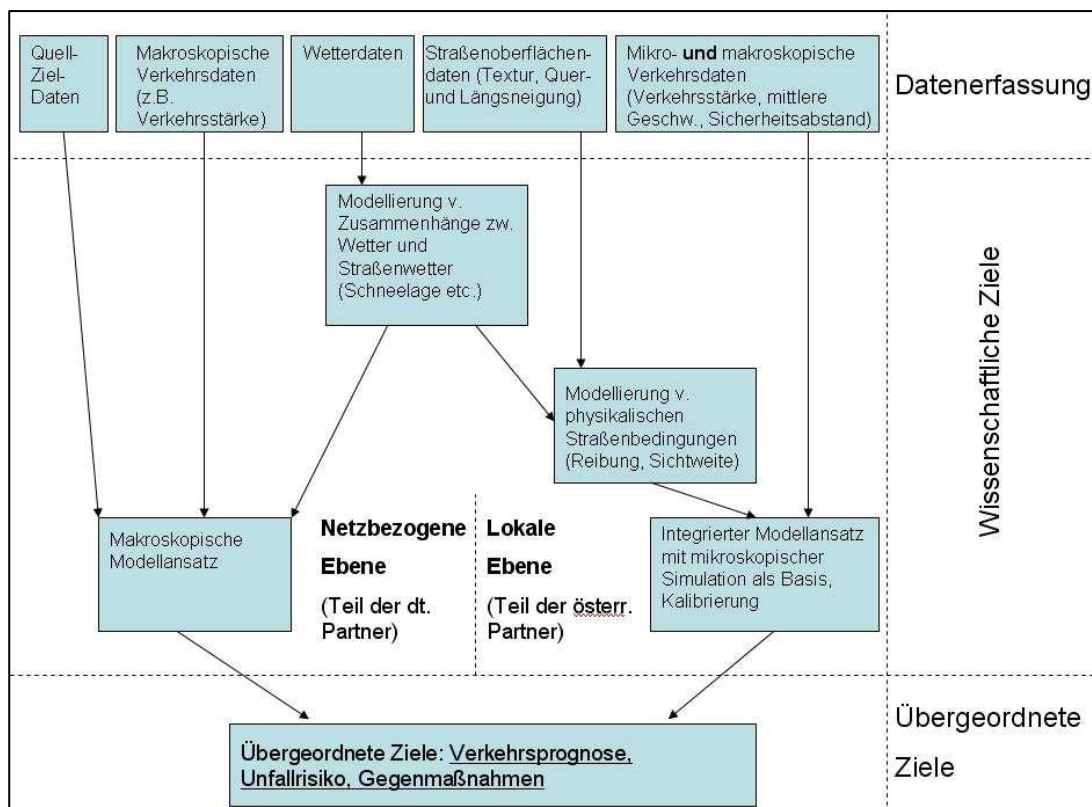 Quell-
Ziel-
Daten
Makroskopische
Verkehrsdaten
(z.B.
Verkehrsstärke)
Wetterdaten
Straßenoberflächen-
daten (Textur, Quer-
und Längsneigung)
Mikro- und makroskopische
Verkehrsdaten
(Verkehrsstärke, mittlere
Geschw., Sicherheitsabstand)
Datenerfassung
Modellierung v.
Zusammenhänge zw.
Wetter und
Straßenwetter
(Schneelage etc.)
Modellierung v.
physikalischen
Straßenbedingungen
(Reibung, Sichtweite)
Wissenschaftliche Ziele
Makroskopische
Modellansatz
Netzbezogene
Ebene
(Teil der dt.
Partner)
Lokale
Ebene
(Teil der österr.
Partner)
Integrierter Modellansatz
mit mikroskopischer
Simulation als Basis,
Kalibrierung
Übergeordnete Ziele: Verkehrsprognose,
Unfallrisiko, Gegenmaßnahmen
Übergeordnete
Ziele